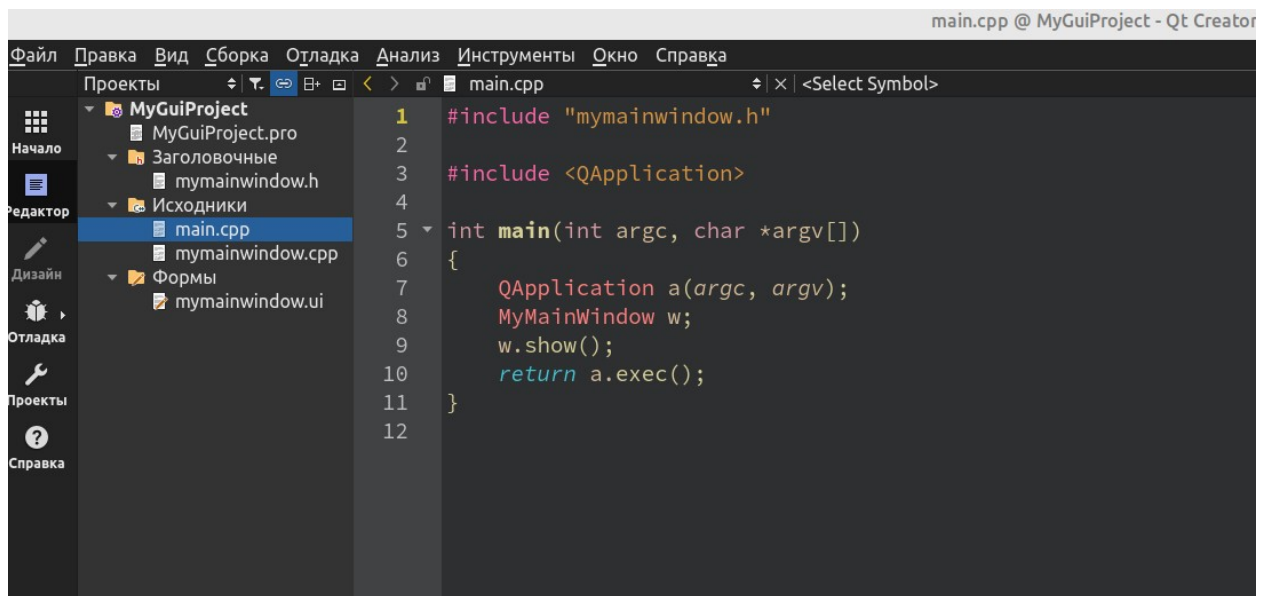 main.cpp @ MyGuiProject - Qt Creator
Файл Правка Вид Сборка Отладка Анализ Инструменты Окно Справка
Проекты
main.cpp
<Select Symbol>
Начало
Редактор
Дизайн
Отладка
Проекты
Справка
MyGuiProject
MyGuiProject.pro
Заголовочные
mymainwindow.h
Исходники
main.cpp
mymainwindow.cpp
Формы
mymainwindow.ui
1 #include "mymainwindow.h"
2
3 #include <QApplication>
4
5 int main(int argc, char *argv[])
6 {
7 QApplication a(argc, argv);
8 MyMainWindow w;
9 w.show();
10 return a.exec();
11 }
12